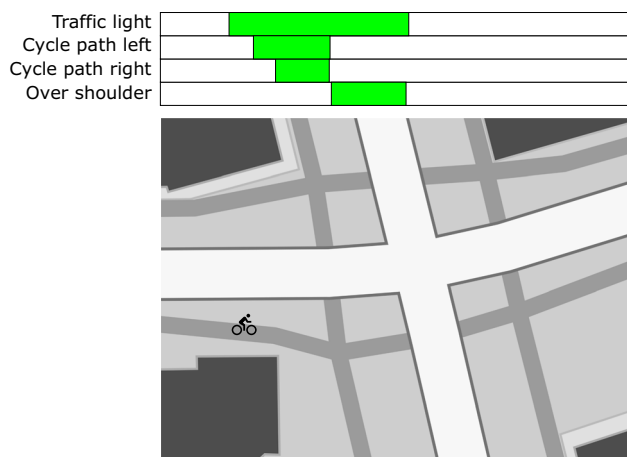 Traffic light
Cycle path left
Cycle path right
Over shoulder